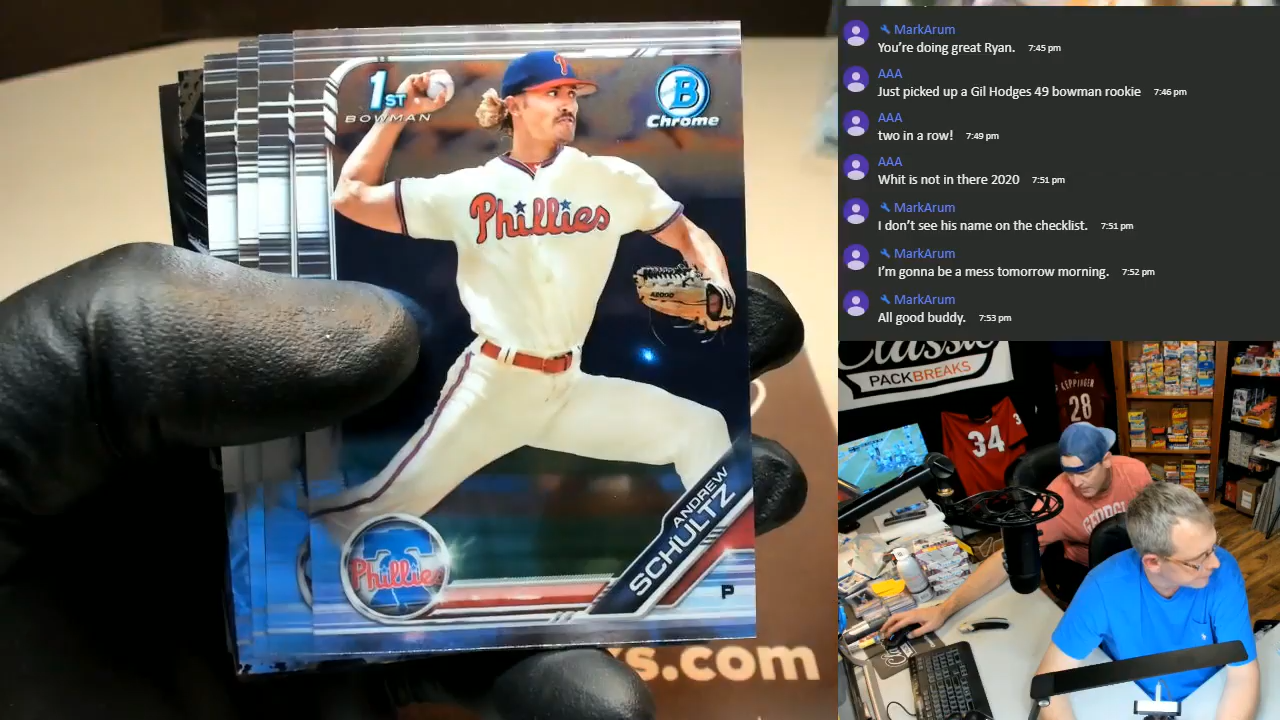 1ST
BOWMAN
B
Chrome
P
Phillies
ANDREW
SCHULTZ
Phillies
P
ks.com
MarkArum
You're doing great Ryan. 7:45 pm
AAA
Just picked up a Gil Hodges 49 bowman rookie 7:46 pm
AAA
two in a row! 7:49 pm
AAA
Whit is not in there 2020 7:51 pm
MarkArum
I don't see his name on the checklist. 7:51 pm
MarkArum
I'm gonna be a mess tomorrow morning. 7:52 pm
MarkArum
All good buddy. 7:53 pm
Classic
PACKBREAKS
LEPPINGER
28
34
3